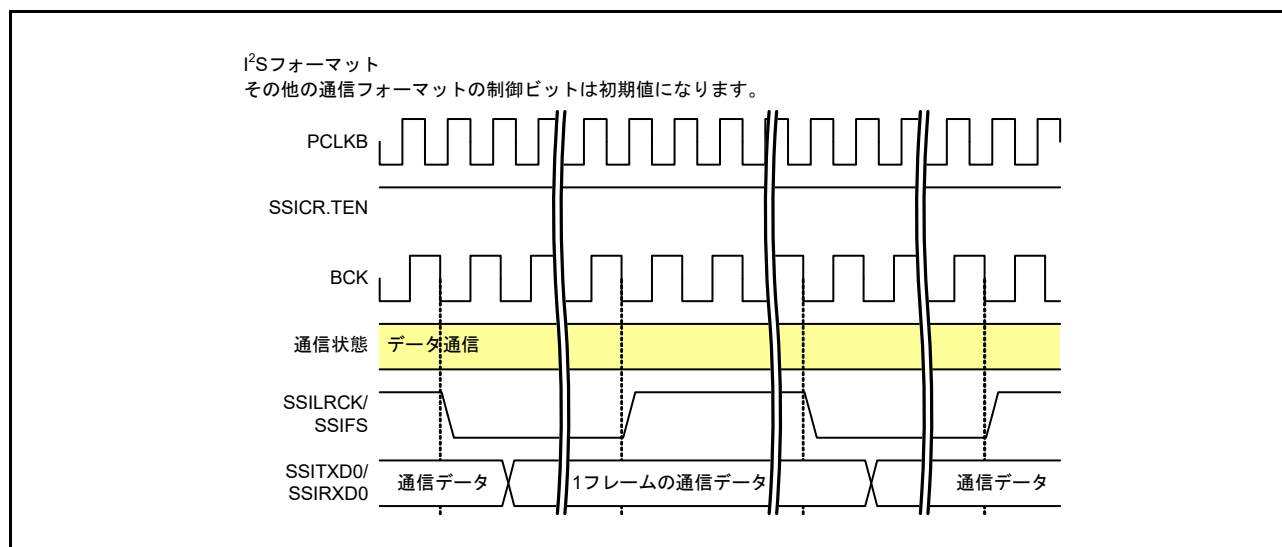 I²Sフォーマット
その他の通信フォーマットの制御ビットは初期値になります。
PCLKB
SSICR.TEN
BCK
通信状態 データ通信
SSILRCK/
SSIFS
SSITXD0/
SSIRXD0
通信データ 1フレームの通信データ 通信データ